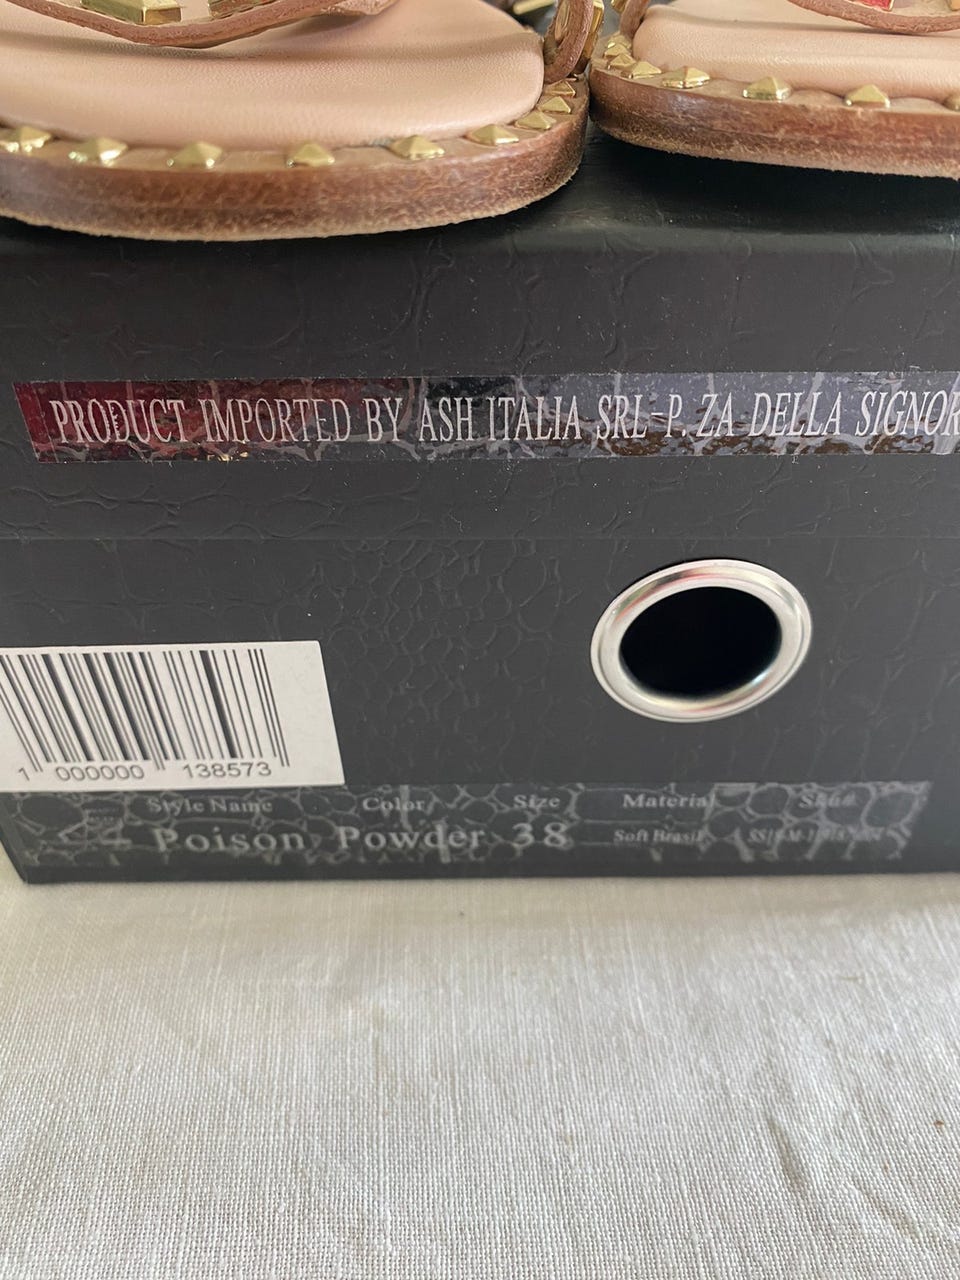 PRODUCT IMPORTED BY ASH ITALIA SRL-P. ZA DELLA SIGNOR
1 000000 138573
Style Name Color Size Material
Poison Powder 38 Soft Brasil